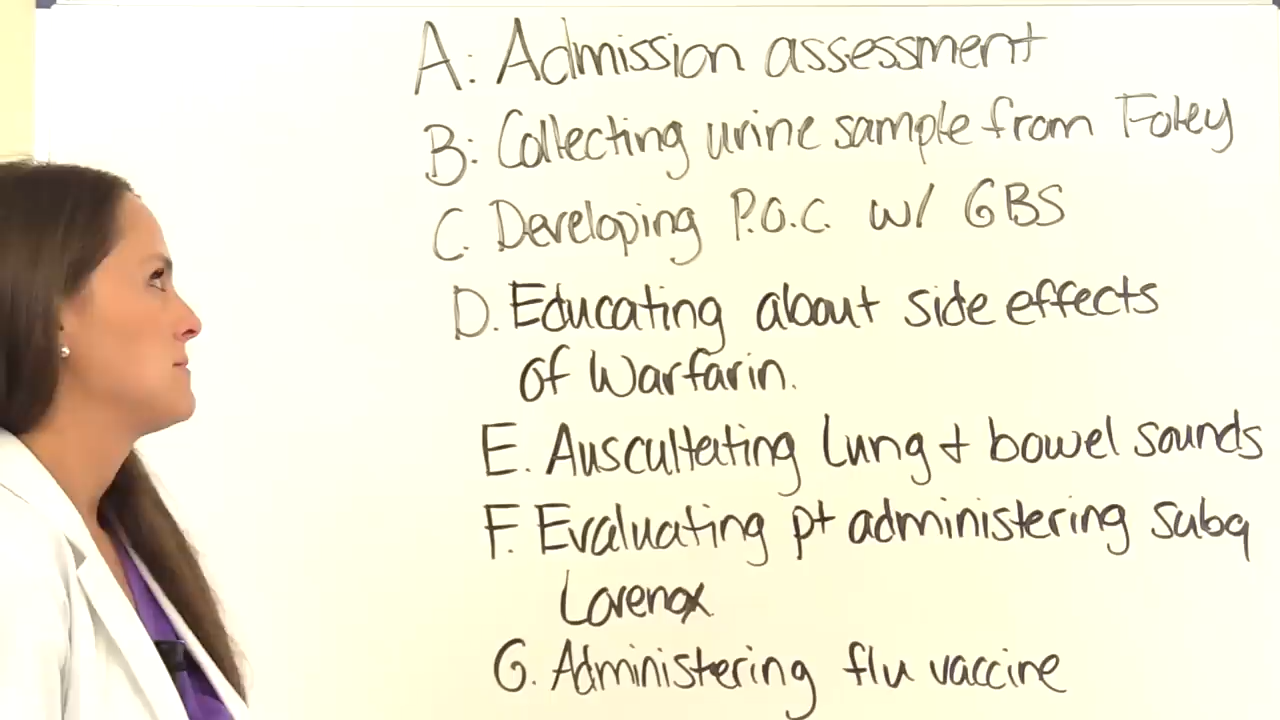 A: Admission assessment
B: Collecting urine sample from Foley
C. Developing P.O.C. w/ GBS
D. Educating about side effects
of Warfarin.
E. Auscultating Lung + bowel sounds
F. Evaluating pt administering subq
Lovenox
G. Administering flu vaccine